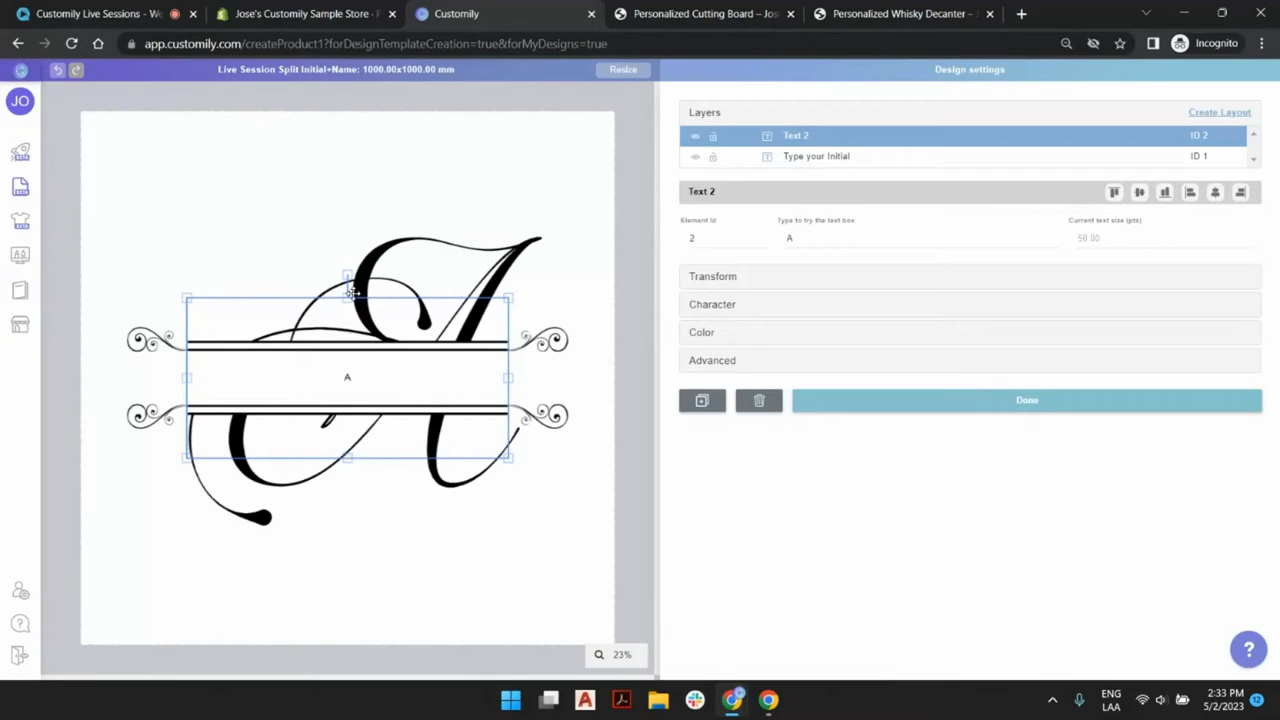 Customily Live Sessions - We
Jose's Customily Sample Store · P
Customily
Personalized Cutting Board – Jos
Personalized Whisky Decanter –
app.customily.com/createProduct1?forDesignTemplateCreation=true&forMyDesigns=true
Incognito
Live Session Split Initial+Name: 1000.00x1000.00 mm
Resize
Design settings
JO
Layers
Create Layout
Text 2
ID 2
Type your Initial
ID 1
Text 2
Element Id
Type to try the text box
Current text size (pts)
2
A
50.00
Transform
Character
Color
Advanced
Done
A
A
23%
?
ENG
LAA
2:33 PM
5/2/2023
12